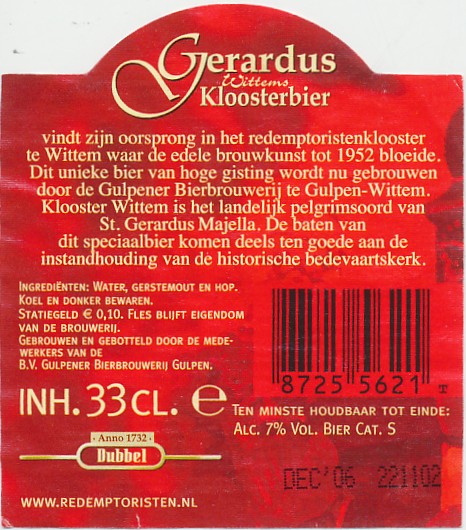 Gerardus
Wittems
Kloosterbier
vindt zijn oorsprong in het redemptoristenklooster
te Wittem waar de edele brouwkunst tot 1952 bloeide.
Dit unieke bier van hoge gisting wordt nu gebrouwen
door de Gulpener Bierbrouwerij te Gulpen-Wittem.
Klooster Wittem is het landelijk pelgrimsoord van
St. Gerardus Majella. De baten van
dit speciaalbier komen deels ten goede aan de
instandhouding van de historische bedevaartskerk.
Ingrediënten: Water, gerstemout en hop.
Koel en donker bewaren.
Statiegeld € 0,10. Fles blijft eigendom
van de brouwerij.
Gebrouwen en gebotteld door de mede-
werkers van de
B.V. Gulpener Bierbrouwerij Gulpen.
8725 5621 T
INH. 33 CL. e
Ten minste houdbaar tot einde:
Alc. 7% Vol. Bier Cat. S
· Anno 1732 ·
Dubbel
DEC'06 221102
www.redemptoristen.nl